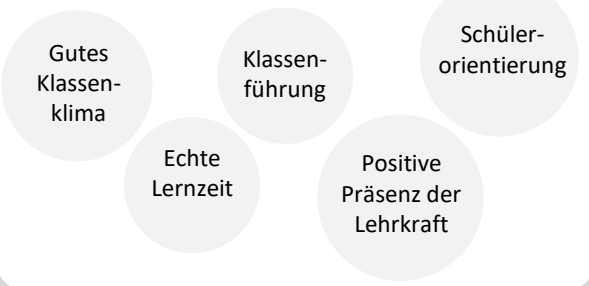 Gutes
Klassen-
klima
Klassen-
führung
Schüler-
orientierung
Echte
Lernzeit
Positive
Präsenz der
Lehrkraft